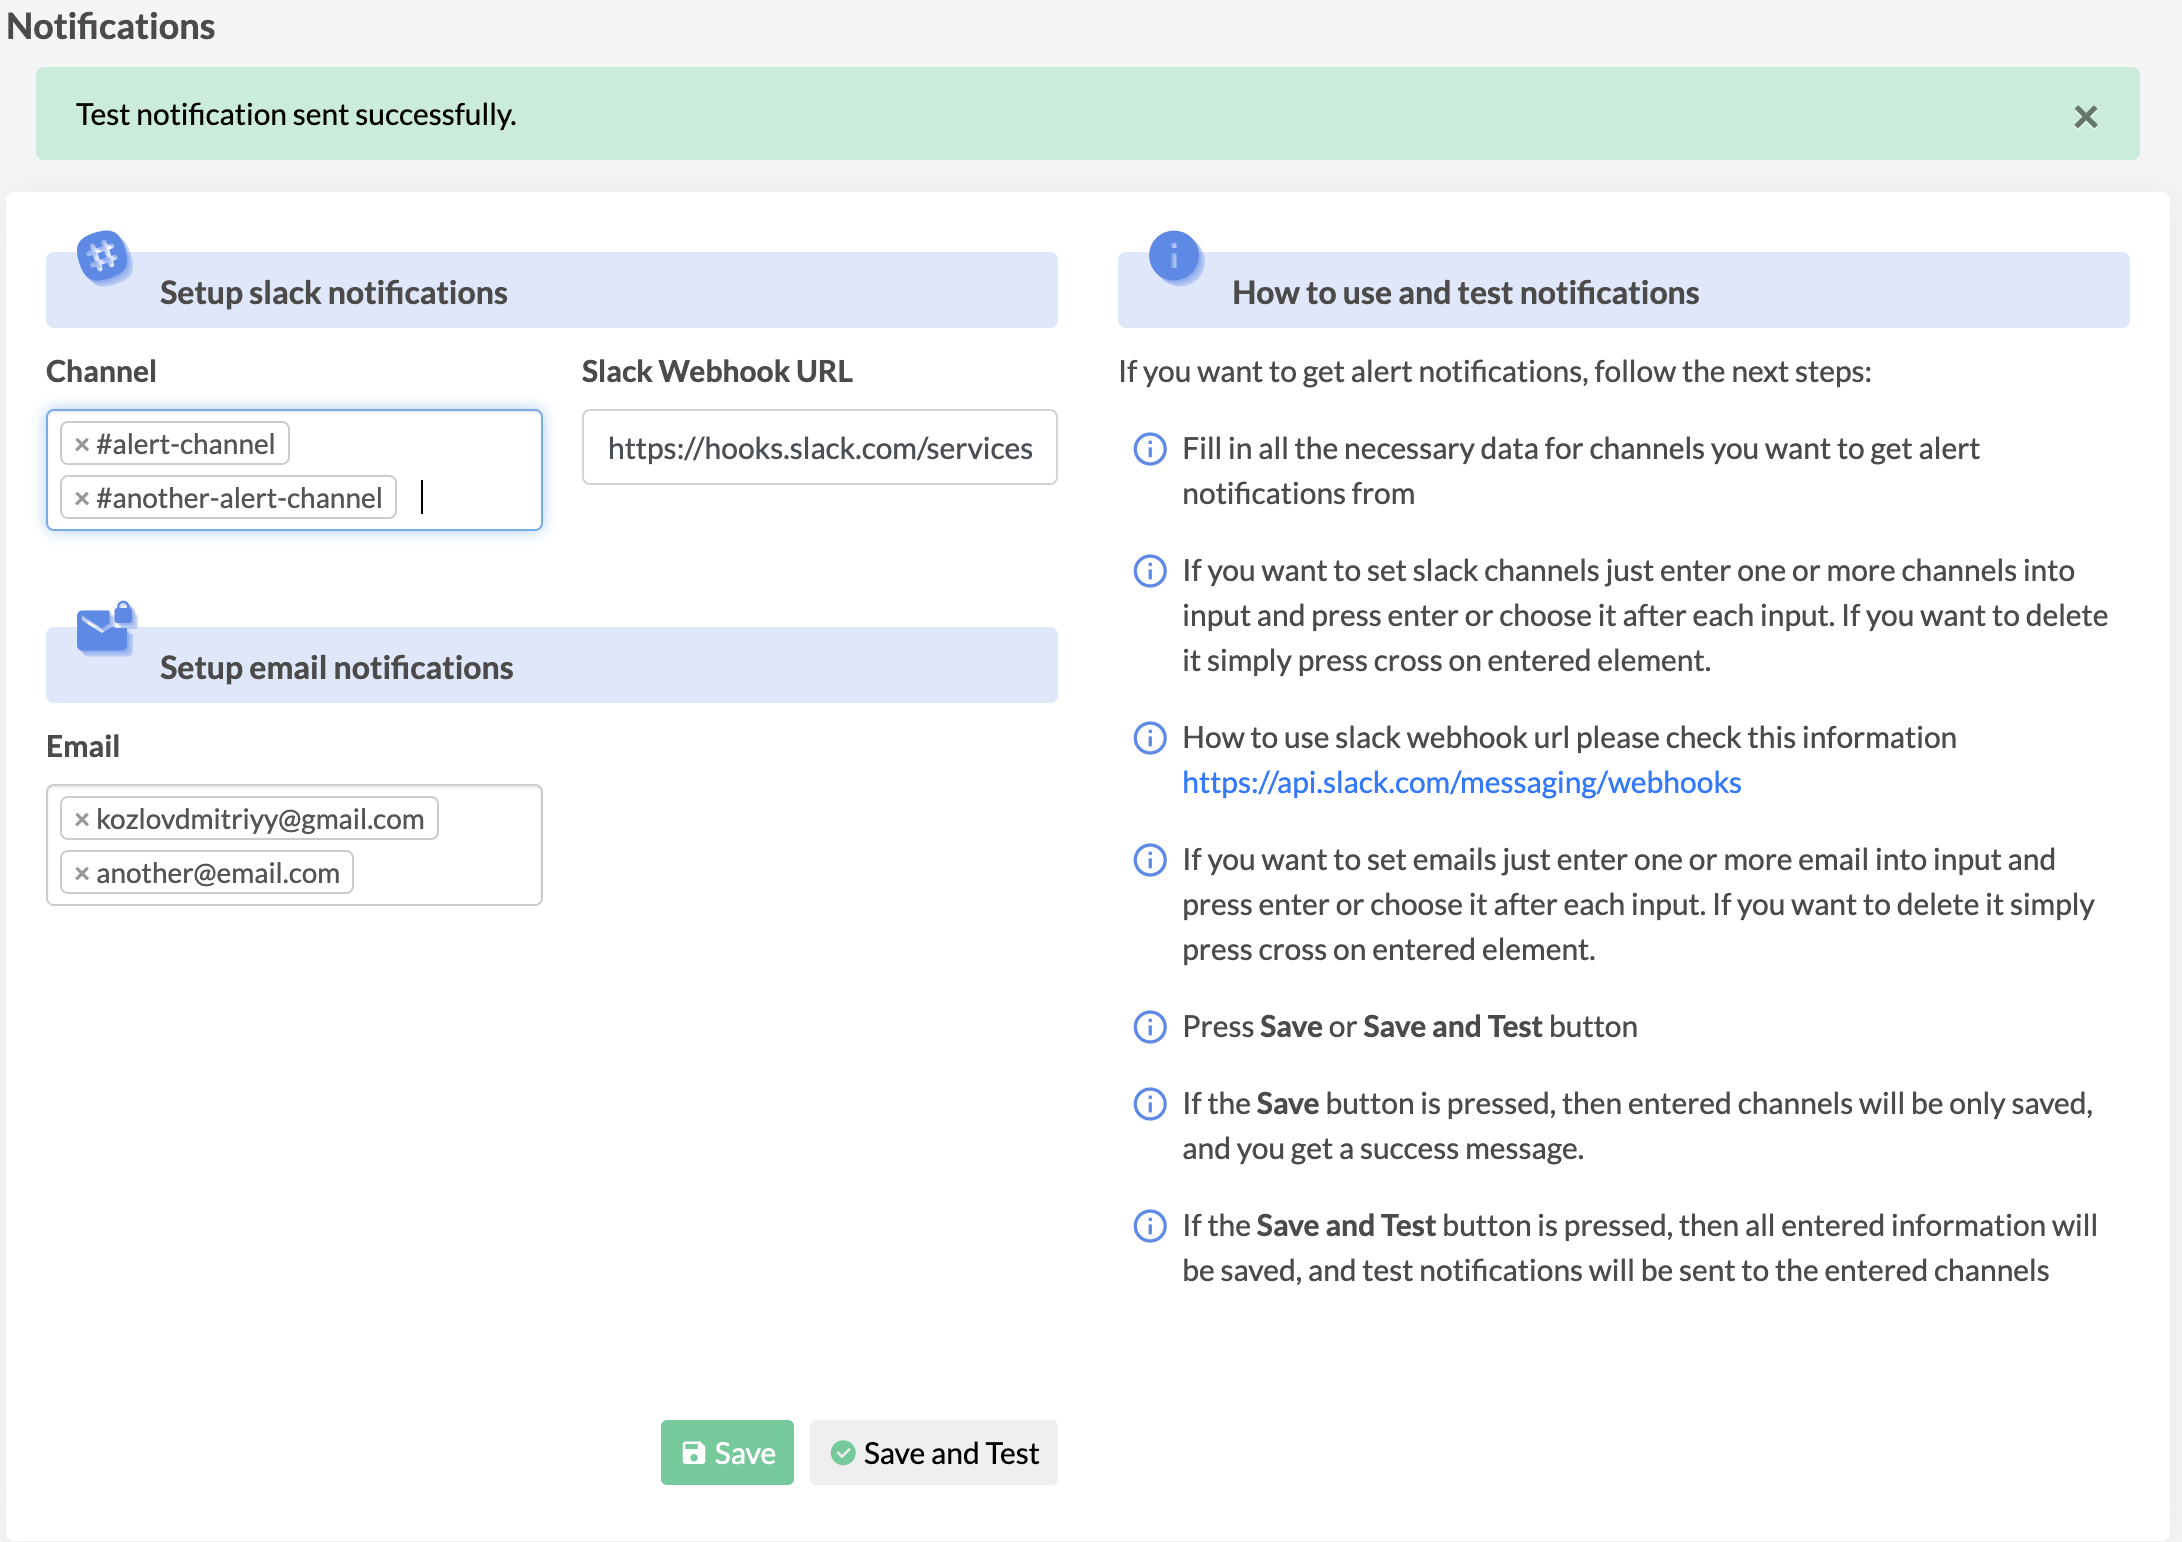 Notifications
Test notification sent successfully.
Setup slack notifications
Channel
Slack Webhook URL
× #alert-channel
× #another-alert-channel
https://hooks.slack.com/services
Setup email notifications
Email
× kozlovdmitriyy@gmail.com
× another@email.com
Save
Save and Test
How to use and test notifications
If you want to get alert notifications, follow the next steps:
Fill in all the necessary data for channels you want to get alert
notifications from
If you want to set slack channels just enter one or more channels into
input and press enter or choose it after each input. If you want to delete
it simply press cross on entered element.
How to use slack webhook url please check this information
https://api.slack.com/messaging/webhooks
If you want to set emails just enter one or more email into input and
press enter or choose it after each input. If you want to delete it simply
press cross on entered element.
Press Save or Save and Test button
If the Save button is pressed, then entered channels will be only saved,
and you get a success message.
If the Save and Test button is pressed, then all entered information will
be saved, and test notifications will be sent to the entered channels